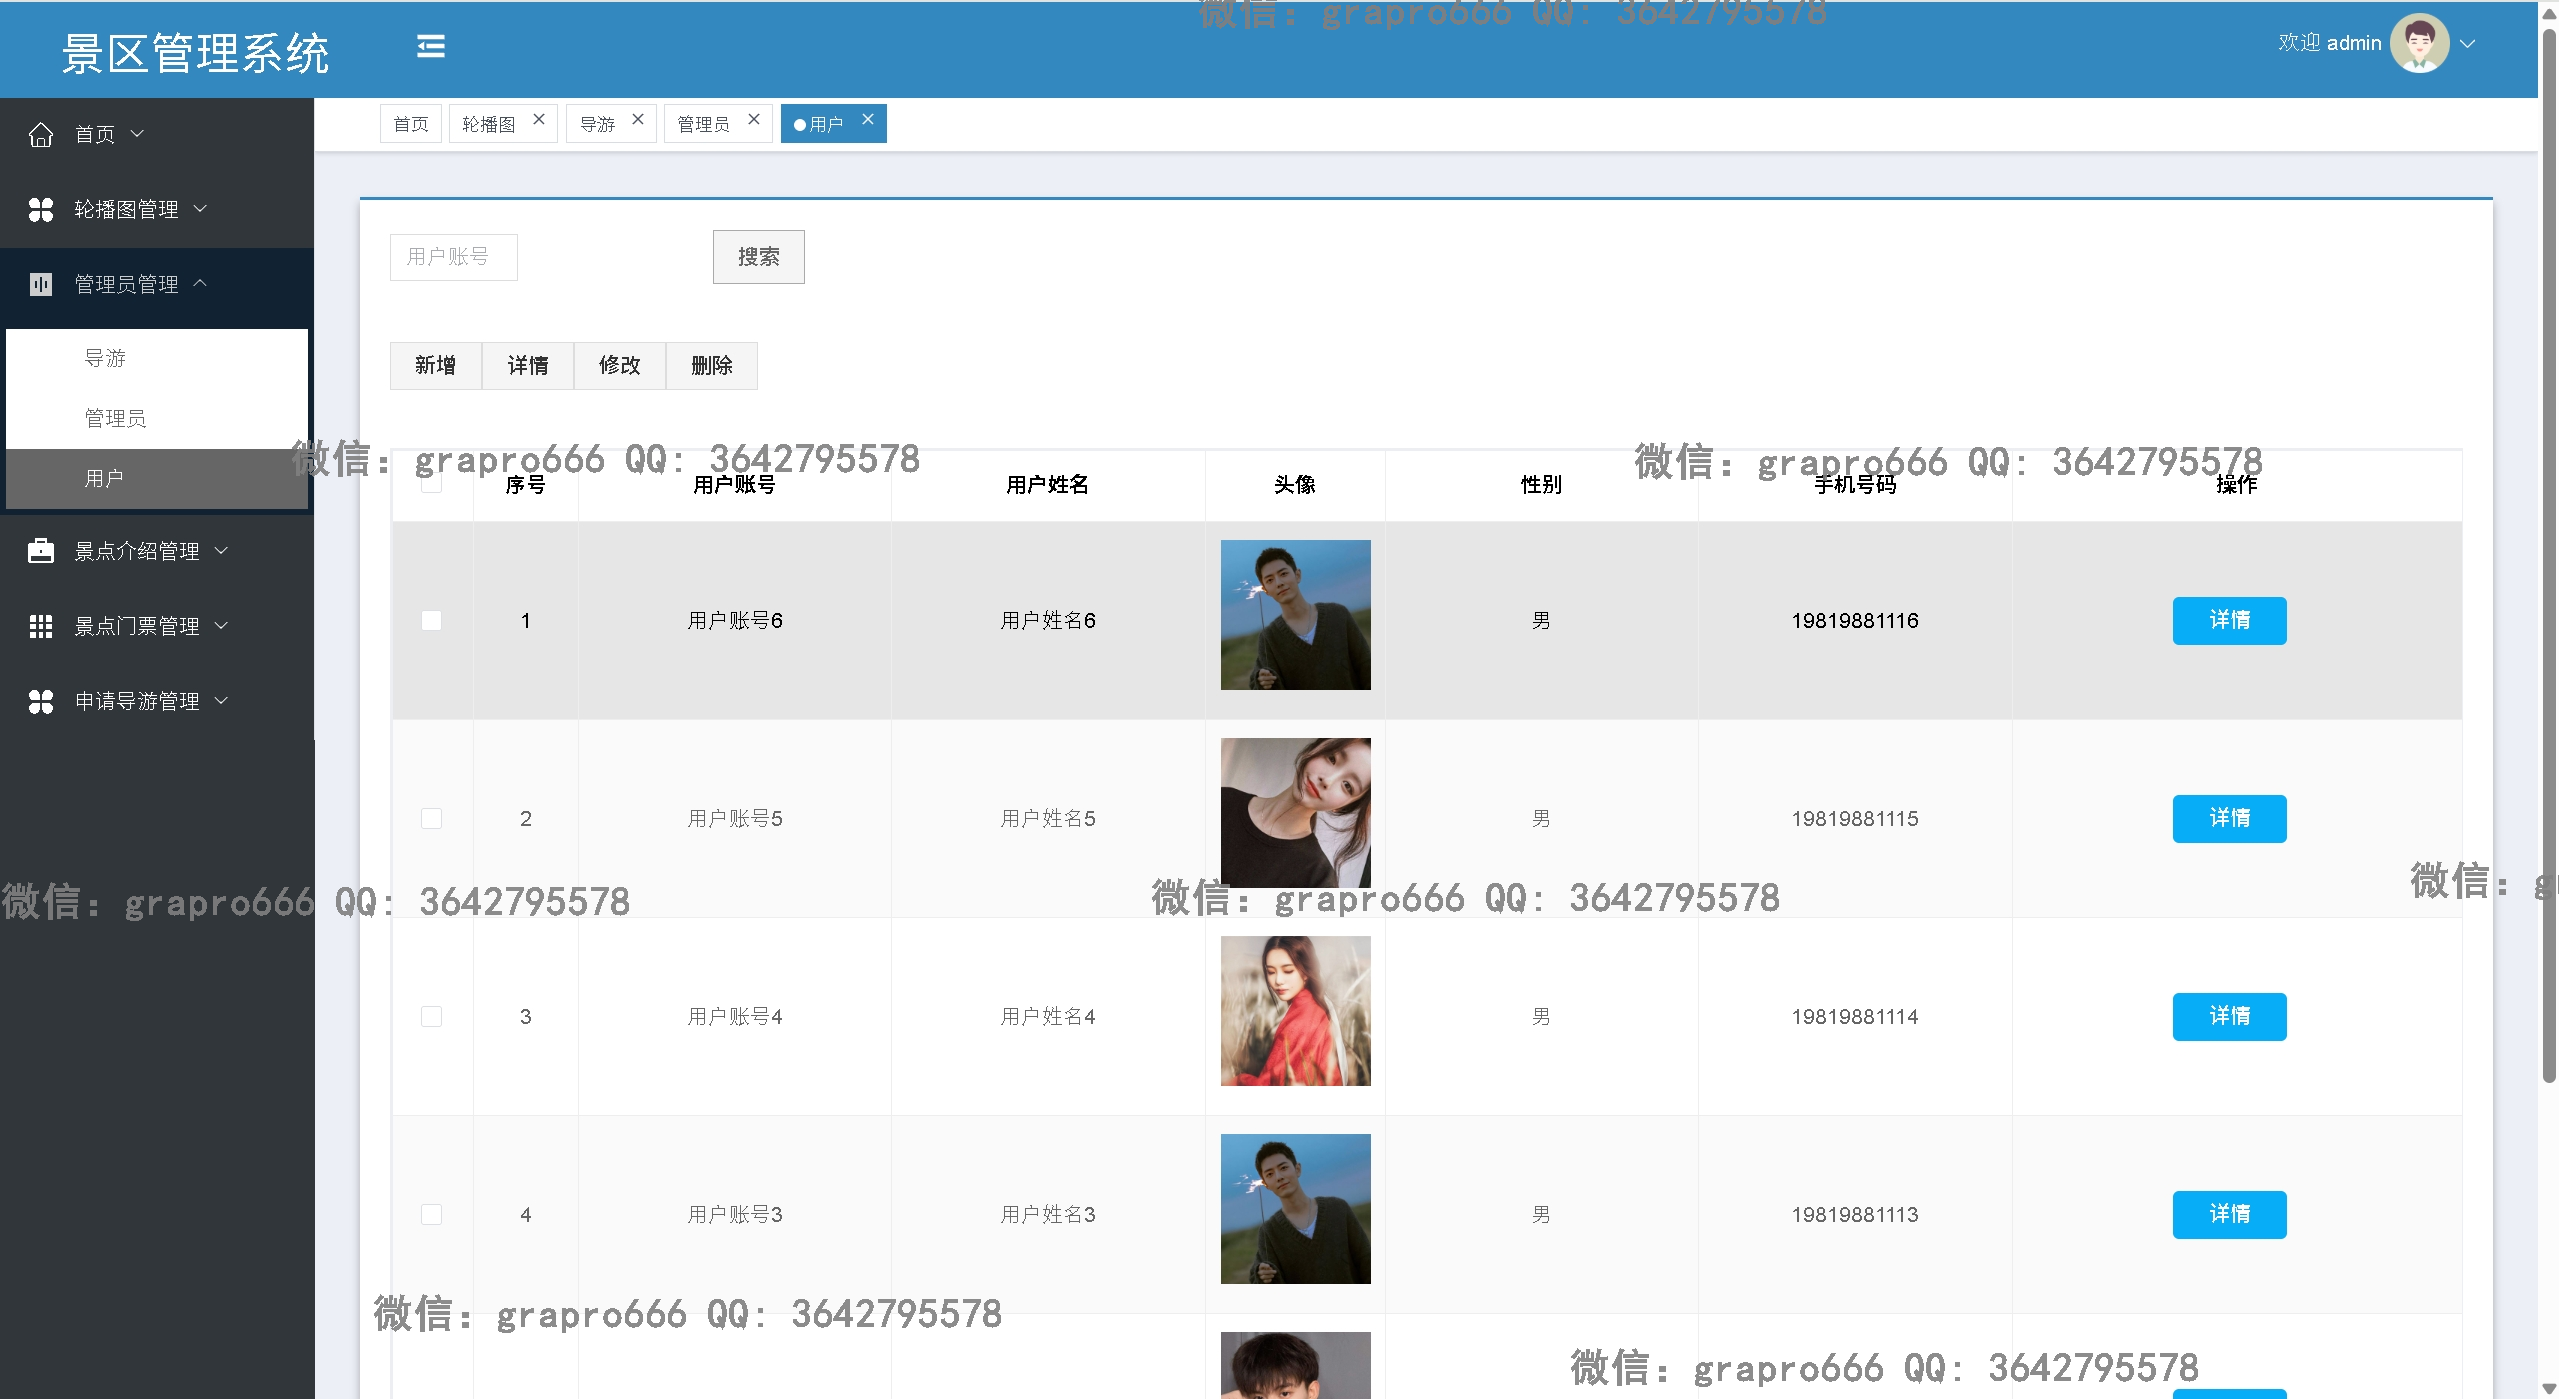 微信：grapro666 QQ: 3642795578
景区管理系统
欢迎 admin
首页
轮播图
导游
管理员
用户
首页
轮播图管理
管理员管理
导游
管理员
用户
景点介绍管理
景点门票管理
申请导游管理
用户账号
搜索
新增 详情 修改 删除
微信：grapro666 QQ: 3642795578
微信：grapro666 QQ: 3642795578
序号 用户账号 用户姓名 头像 性别 手机号码 操作
1 用户账号6 用户姓名6 男 19819881116 详情
2 用户账号5 用户姓名5 男 19819881115 详情
微信：grapro666 QQ: 3642795578
微信：grapro666 QQ: 3642795578
微信：g
3 用户账号4 用户姓名4 男 19819881114 详情
4 用户账号3 用户姓名3 男 19819881113 详情
微信：grapro666 QQ: 3642795578
微信：grapro666 QQ: 3642795578